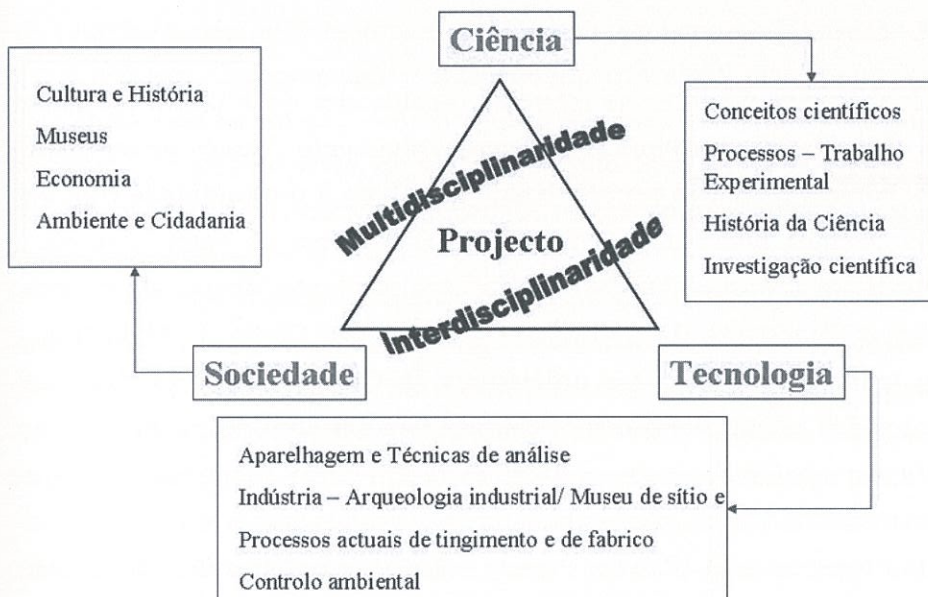 Ciência
Cultura e História
Museus
Economia
Ambiente e Cidadania
Conceitos científicos
Processos – Trabalho
Experimental
História da Ciência
Investigação científica
Multidisciplinaridade
Projecto
Interdisciplinaridade
Sociedade
Tecnologia
Aparelhagem e Técnicas de análise
Indústria – Arqueologia industrial/ Museu de sítio e
Processos actuais de tingimento e de fabrico
Controlo ambiental